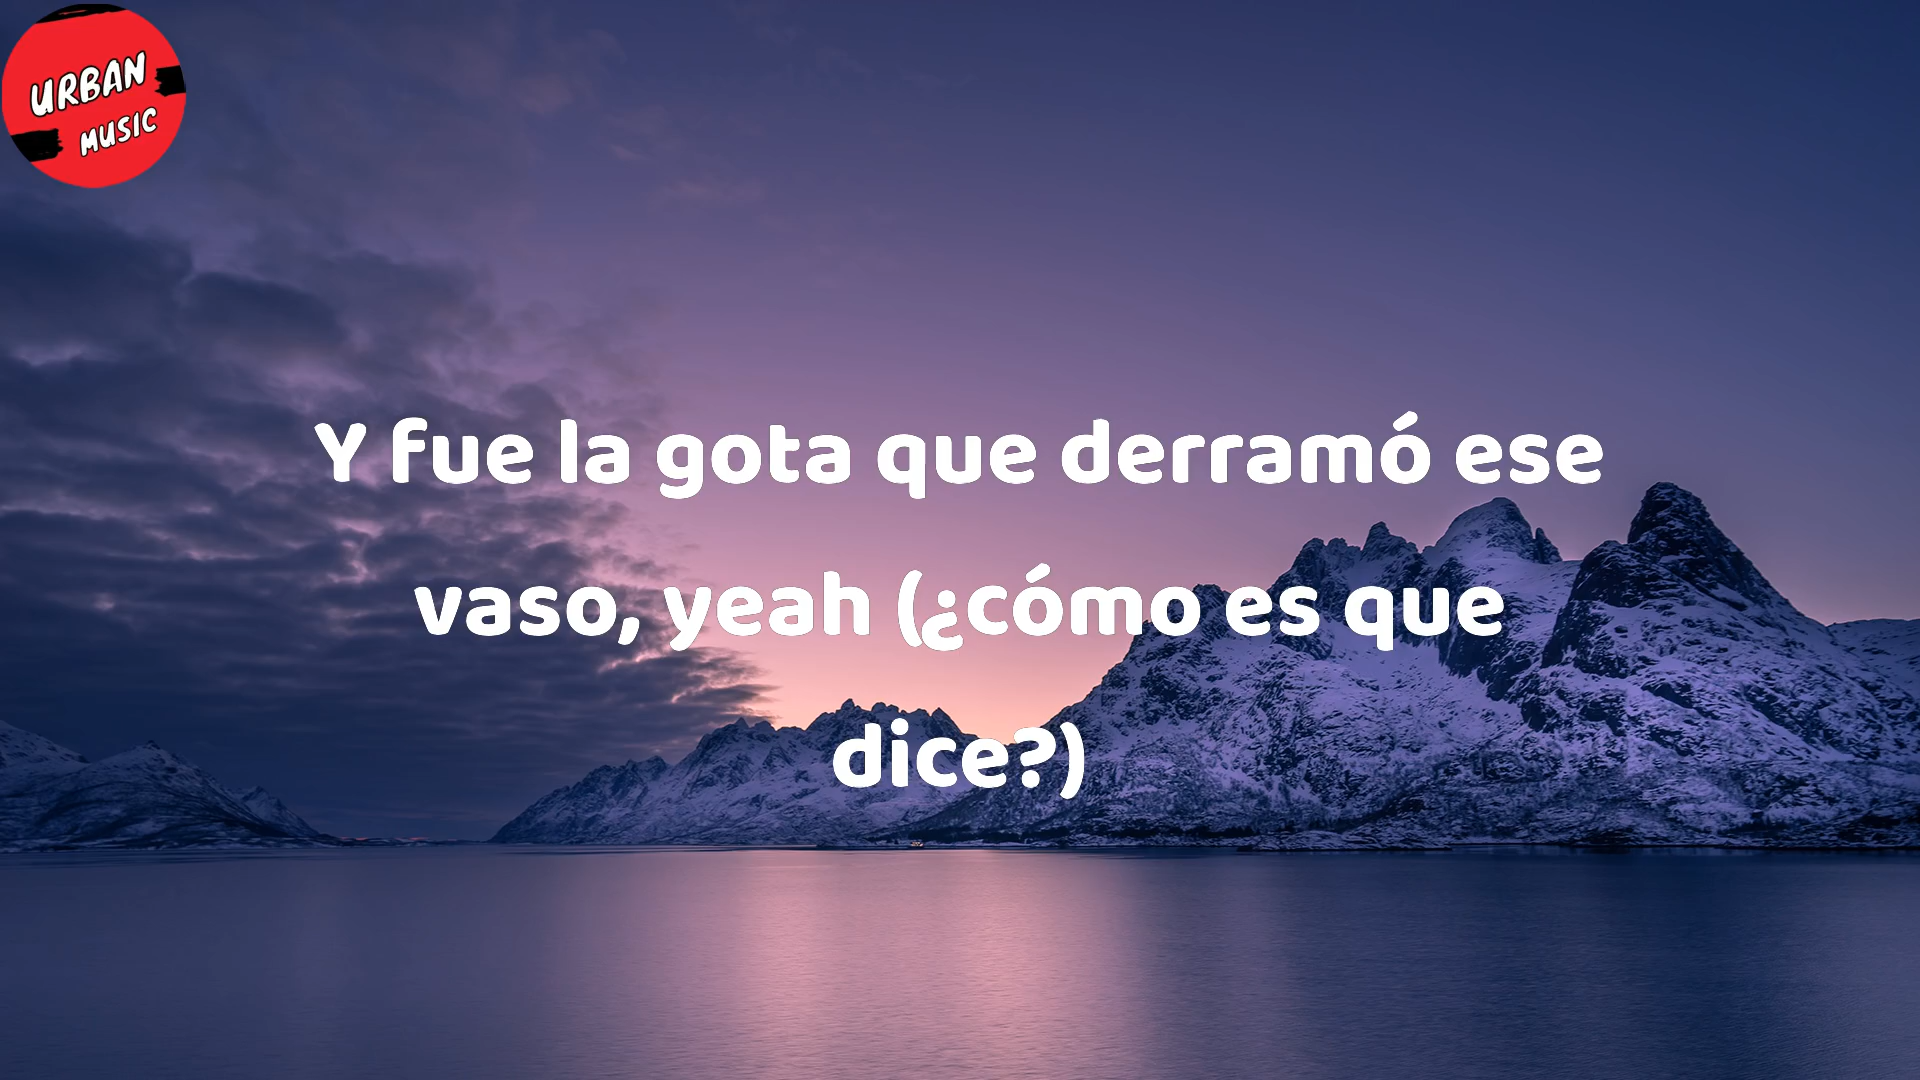 URBAN
MUSIC
Y fue la gota que derramó ese
vaso, yeah (¿cómo es que
dice?)